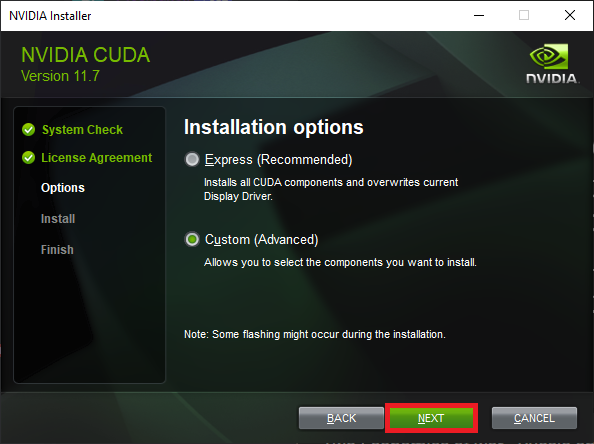 NVIDIA Installer
NVIDIA CUDA
Version 11.7
NVIDIA.
System Check
License Agreement
Options
Install
Finish
Installation options
Express (Recommended)
Installs all CUDA components and overwrites current
Display Driver.
Custom (Advanced)
Allows you to select the components you want to install.
Note: Some flashing might occur during the installation.
BACK
NEXT
CANCEL